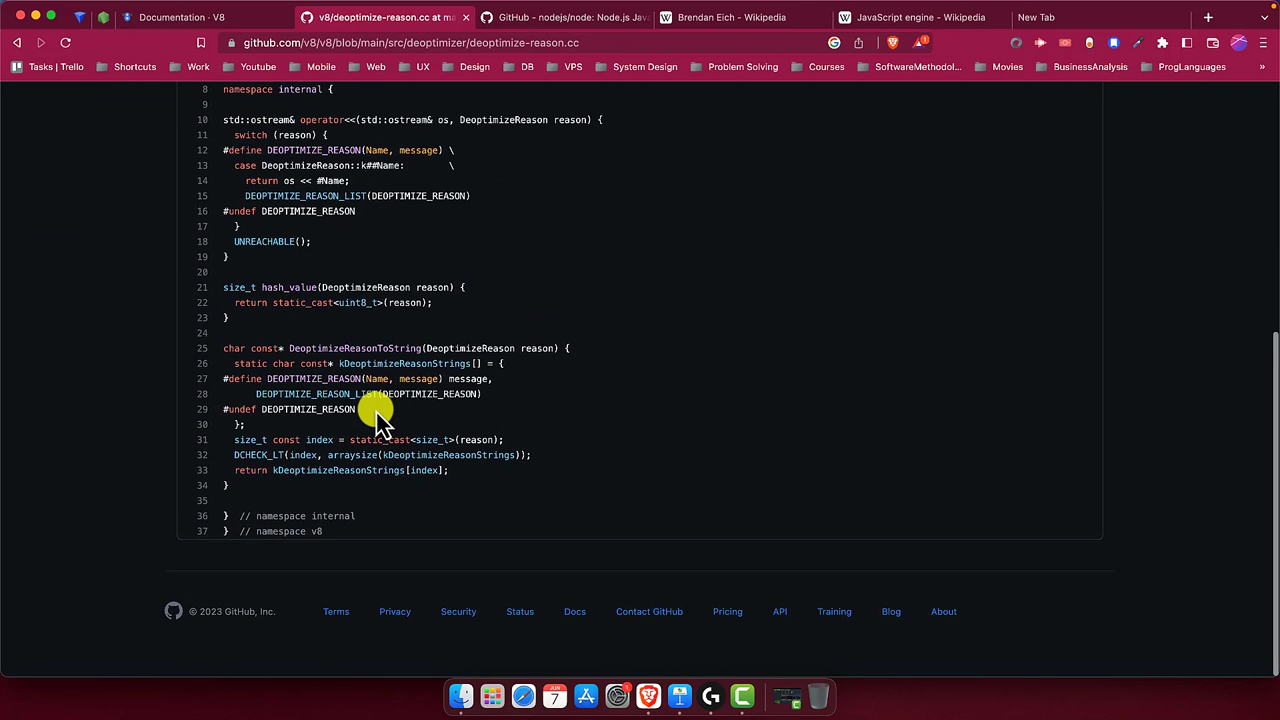 Documentation · V8
v8/deoptimize-reason.cc at ma
GitHub - nodejs/node: Node.js Jav
Brendan Eich - Wikipedia
JavaScript engine - Wikipedia
New Tab
github.com/v8/v8/blob/main/src/deoptimizer/deoptimize-reason.cc
Tasks | Trello
Shortcuts
Work
Youtube
Mobile
Web
UX
Design
DB
VPS
System Design
Problem Solving
Courses
SoftwareMethodol...
Movies
BusinessAnalysis
ProgLanguages
8 namespace internal {
9
10 std::ostream& operator<<(std::ostream& os, DeoptimizeReason reason) {
11 switch (reason) {
12 #define DEOPTIMIZE_REASON(Name, message) \
13 case DeoptimizeReason::k##Name: \
14 return os << #Name;
15 DEOPTIMIZE_REASON_LIST(DEOPTIMIZE_REASON)
16 #undef DEOPTIMIZE_REASON
17 }
18 UNREACHABLE();
19 }
20
21 size_t hash_value(DeoptimizeReason reason) {
22 return static_cast<uint8_t>(reason);
23 }
24
25 char const* DeoptimizeReasonToString(DeoptimizeReason reason) {
26 static char const* kDeoptimizeReasonStrings[] = {
27 #define DEOPTIMIZE_REASON(Name, message) message,
28 DEOPTIMIZE_REASON_LIST(DEOPTIMIZE_REASON)
29 #undef DEOPTIMIZE_REASON
30 };
31 size_t const index = static_cast<size_t>(reason);
32 DCHECK_LT(index, arraysize(kDeoptimizeReasonStrings));
33 return kDeoptimizeReasonStrings[index];
34 }
35
36 } // namespace internal
37 } // namespace v8
© 2023 GitHub, Inc.
Terms
Privacy
Security
Status
Docs
Contact GitHub
Pricing
API
Training
Blog
About
JUN
7